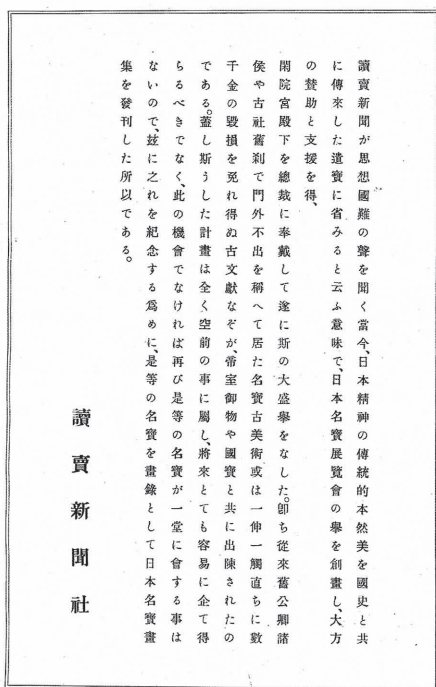 讀賣新聞が思想國難の聲を聞く當今、日本精神の傳統的本然美を國史と共
に傳來した遺寶に省みると云ふ意味で、日本名寶展覽會の擧を創畫し、大方
の賛助と支援を得、
閑院宮殿下を總裁に奉戴して遂に斯の大盛擧をなした。卽ち從來舊公卿諸
侯や古社舊刹で門外不出を稱へて居た名寶古美術或は一伸一觸直ちに數
千金の毀損を免れ得ぬ古文獻なぞが、帝室御物や國寶と共に出陳されたの
である。蓋し斯うした計畫は全く空前の事に屬し、將來とても容易に企て得
らるべきでなく、此の機會でなければ再び是等の名寶が一堂に會する事は
ないので、玆に之れを紀念する爲めに、是等の名寶を畫錄として日本名寶畫
集を發刊した所以である。
讀賣新聞社